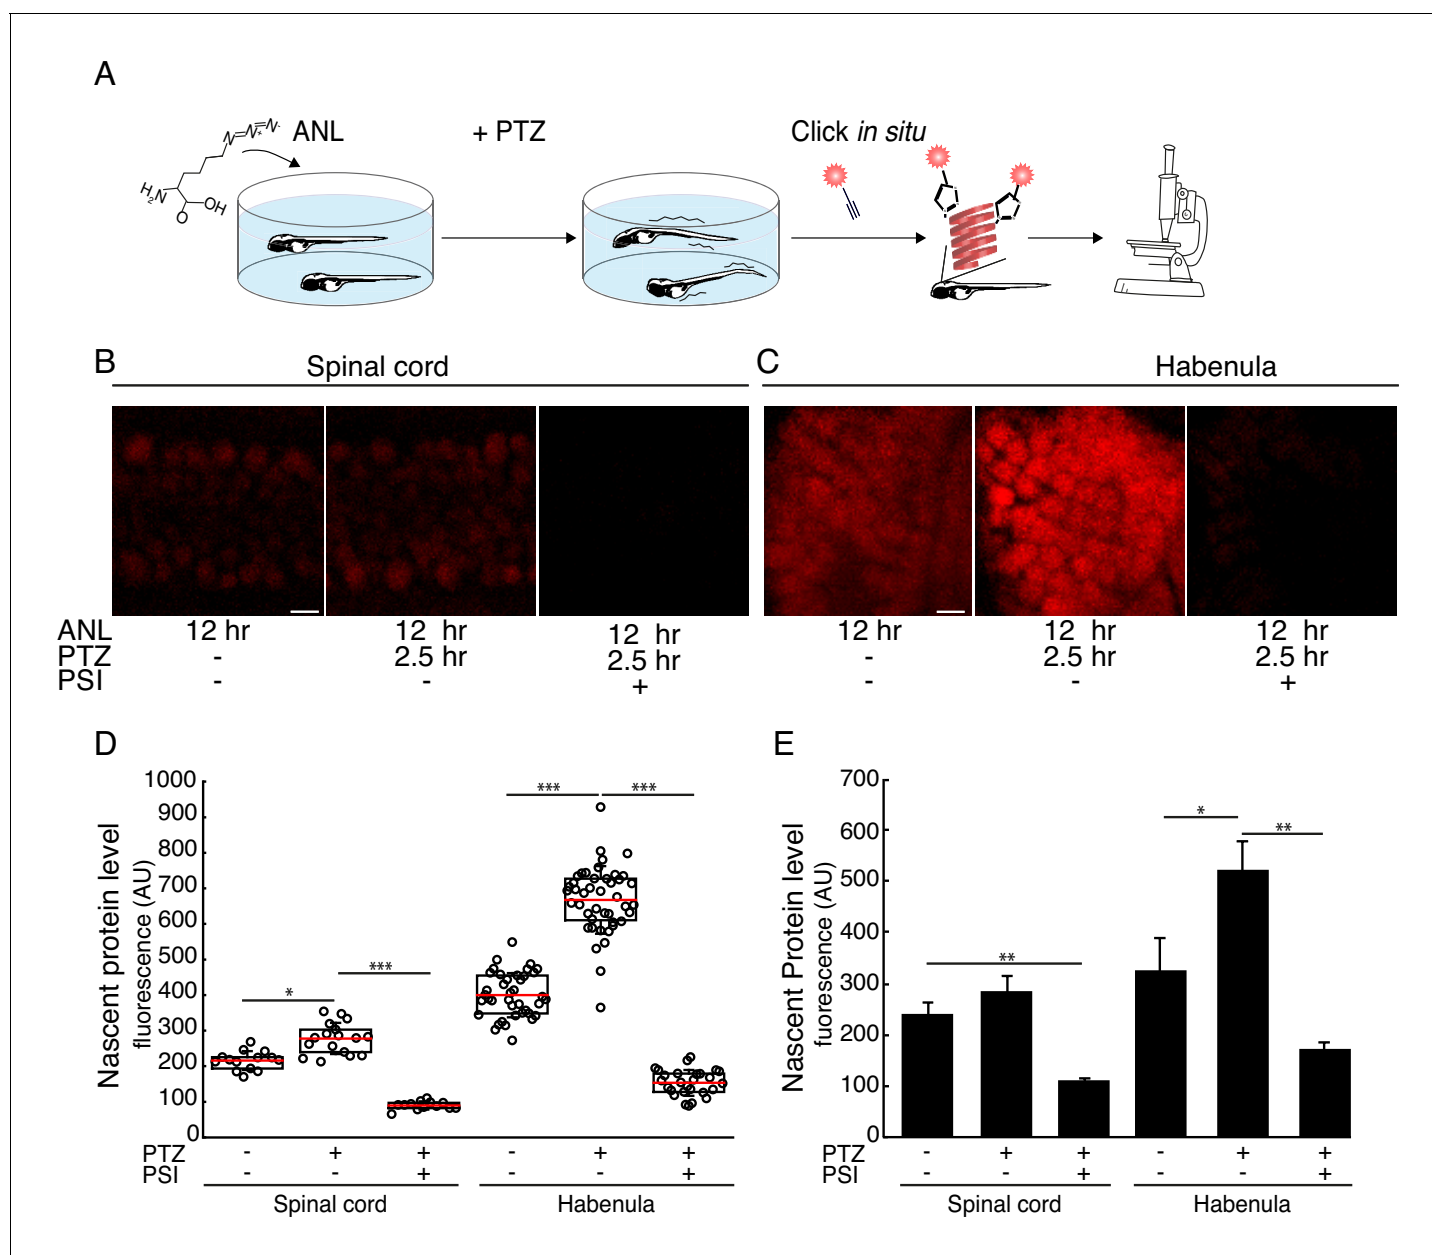 A
N=N+=N-
ANL
+ PTZ
Click in situ
H2N
O
OH
B
Spinal cord
C
Habenula
ANL 12 hr 12 hr 12 hr 12 hr 12 hr 12 hr
PTZ - 2.5 hr 2.5 hr - 2.5 hr 2.5 hr
PSI - - + - - +
D
Nascent protein level
fluorescence (AU)
1000
900
800
700
600
500
400
300
200
100
0
*
***
***
***
PTZ - + + - + +
PSI - - + - - +
Spinal cord
Habenula
E
Nascent Protein level
fuorescence (AU)
700
600
500
400
300
200
100
0
**
*
**
PTZ - + + - + +
PSI - - + - - +
Spinal cord
Habenula